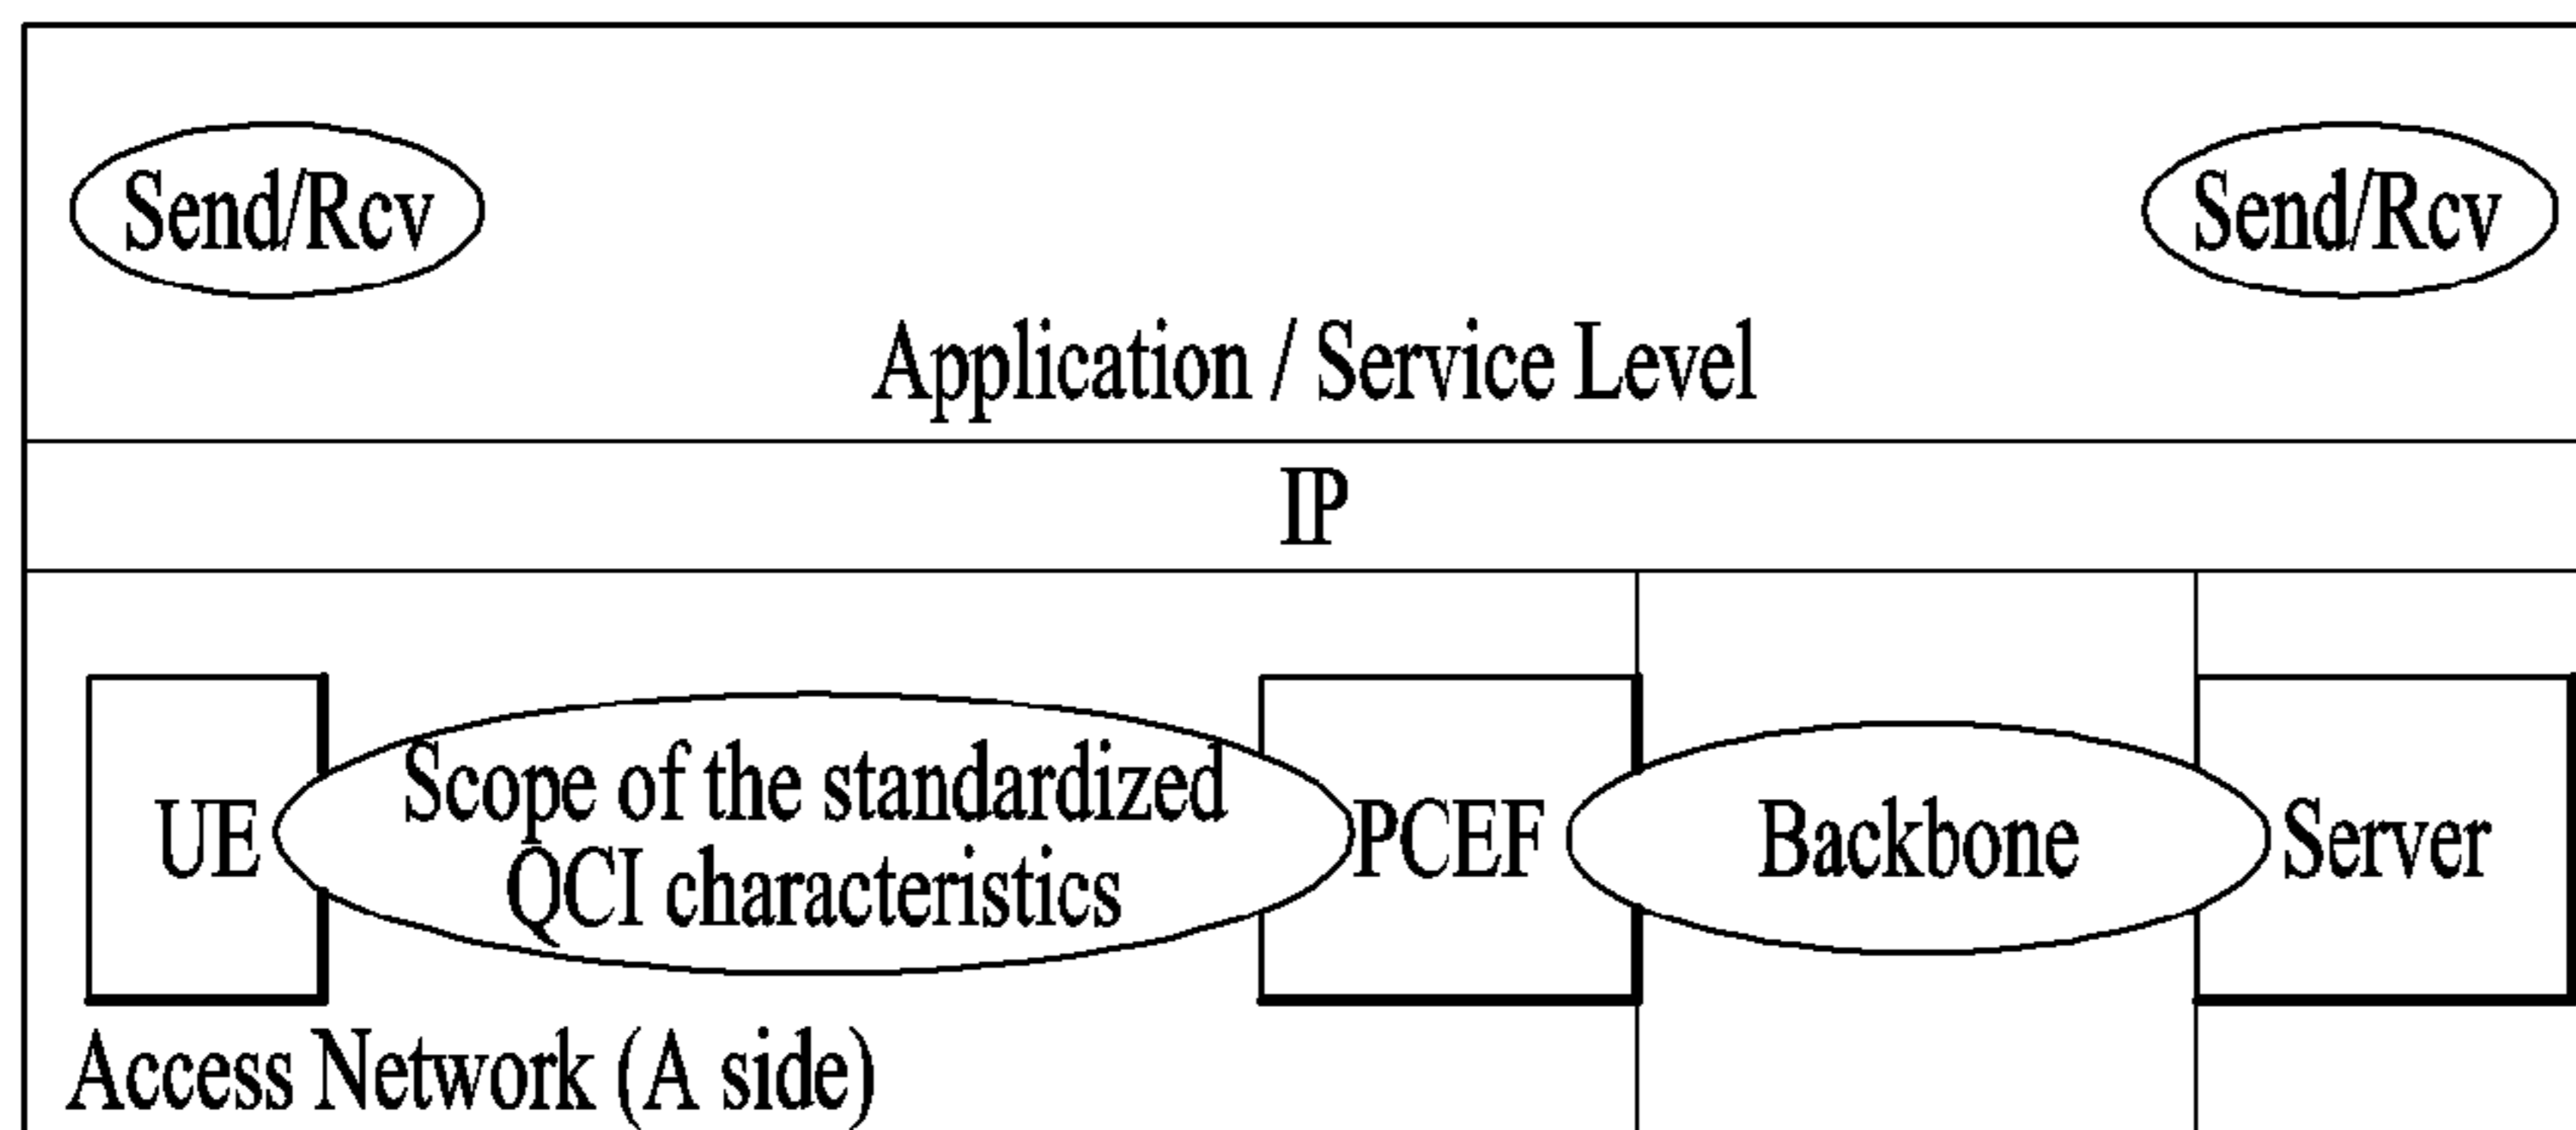 Send/Rcv
Send/Rcv
Application / Service Level
IP
UE
Scope of the standardized
QCI characteristics
PCEF
Backbone
Server
Access Network (A side)